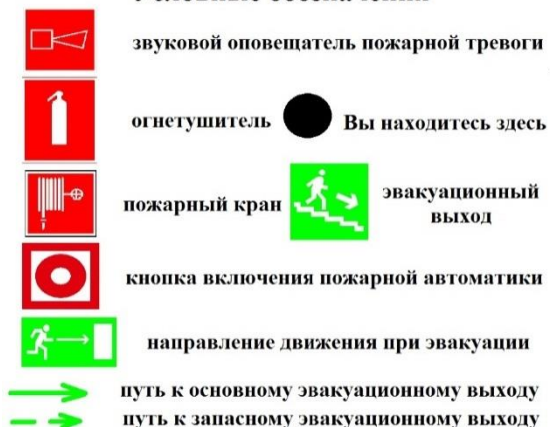 звуковой оповещатель пожарной тревоги
огнетушитель
Вы находитесь здесь
пожарный кран
эвакуационный
выход
кнопка включения пожарной автоматики
направление движения при эвакуации
путь к основному эвакуационному выходу
путь к запасному эвакуационному выходу